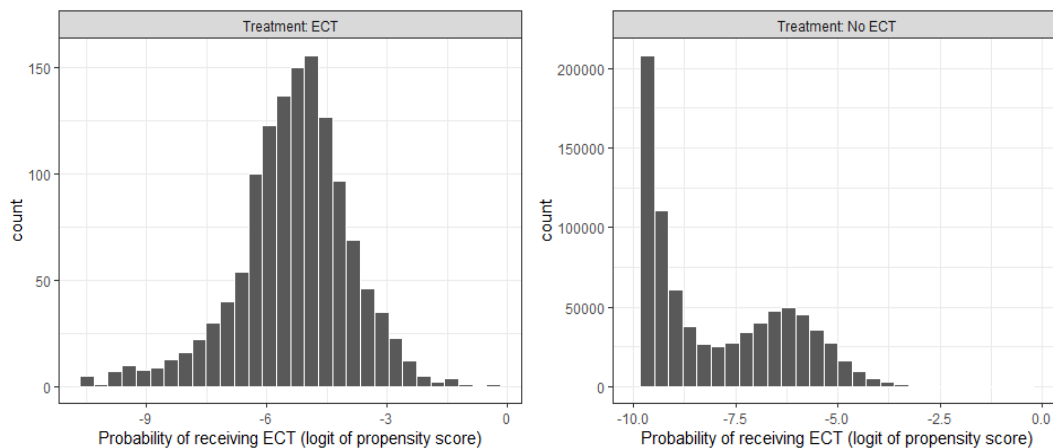 Treatment: ECT
150
100
50
0
count
-9 -6 -3 0
Probability of receiving ECT (logit of propensity score)
Treatment: No ECT
200000
150000
100000
50000
0
count
-10.0 -7.5 -5.0 -2.5 0.0
Probability of receiving ECT (logit of propensity score)